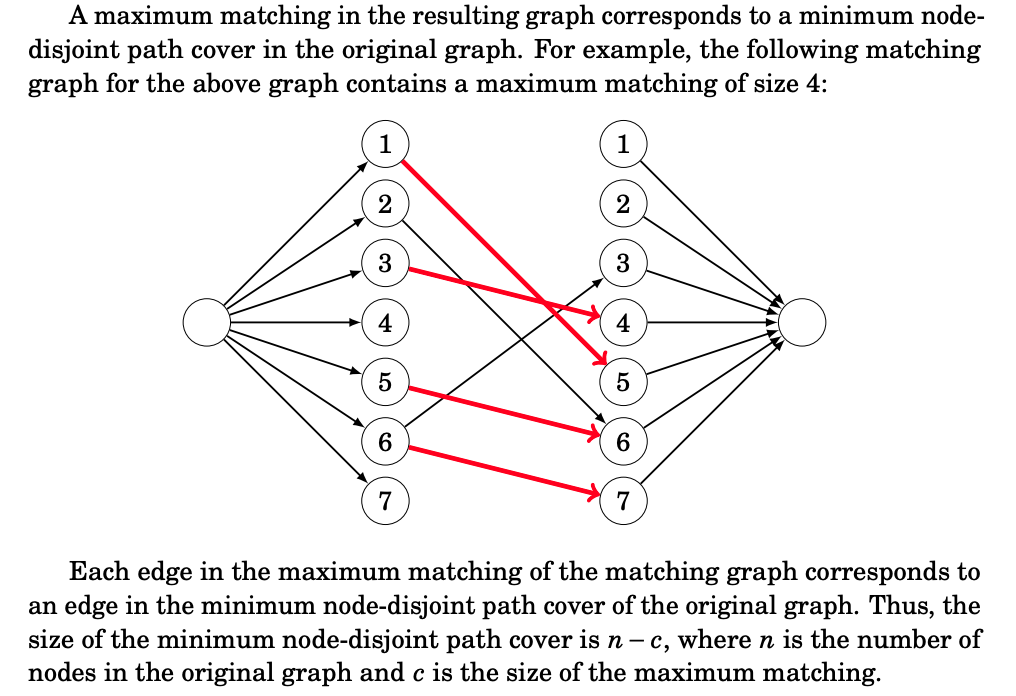 A maximum matching in the resulting graph corresponds to a minimum node-
disjoint path cover in the original graph. For example, the following matching
graph for the above graph contains a maximum matching of size 4:
1 1
2 2
3 3
4 4
5 5
6 6
7 7
Each edge in the maximum matching of the matching graph corresponds to
an edge in the minimum node-disjoint path cover of the original graph. Thus, the
size of the minimum node-disjoint path cover is n − c, where n is the number of
nodes in the original graph and c is the size of the maximum matching.